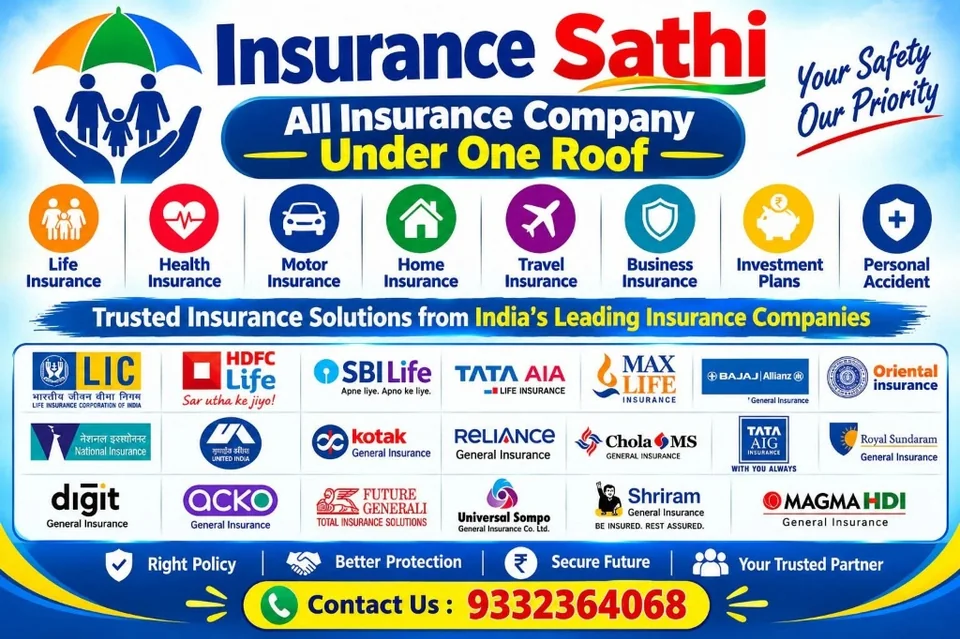 Insurance Sathi
Your Safety
Our Priority
All Insurance Company
Under One Roof
Life
Insurance
Health
Insurance
Motor
Insurance
Home
Insurance
Travel
Insurance
Business
Insurance
Investment
Plans
Personal
Accident
Trusted Insurance Solutions from India's Leading Insurance Companies
LIC
भारतीय जीवन बीमा निगम
LIFE INSURANCE CORPORATION OF INDIA
HDFC
Life
Sar utha ke jiyo!
SBI Life
Apne liye. Apno ke liye.
TATA AIA
LIFE INSURANCE
MAX
LIFE
INSURANCE
BAJAJ | Allianz
General Insurance
Oriental
insurance
National Insurance
UNITED INDIA
kotak
General Insurance
RELIANCE
General Insurance
Chola MS
GENERAL INSURANCE
TATA
AIG
INSURANCE
WITH YOU ALWAYS
Royal Sundaram
General Insurance
digit
General Insurance
ACKO
General Insurance
FUTURE
GENERALI
TOTAL INSURANCE SOLUTIONS
Universal Sompo
General Insurance Co. Ltd.
Shriram
General Insurance
BE INSURED. REST ASSURED.
MAGMA HDI
General Insurance
Right Policy
Better Protection
₹
Secure Future
Your Trusted Partner
Contact Us : 9332364068